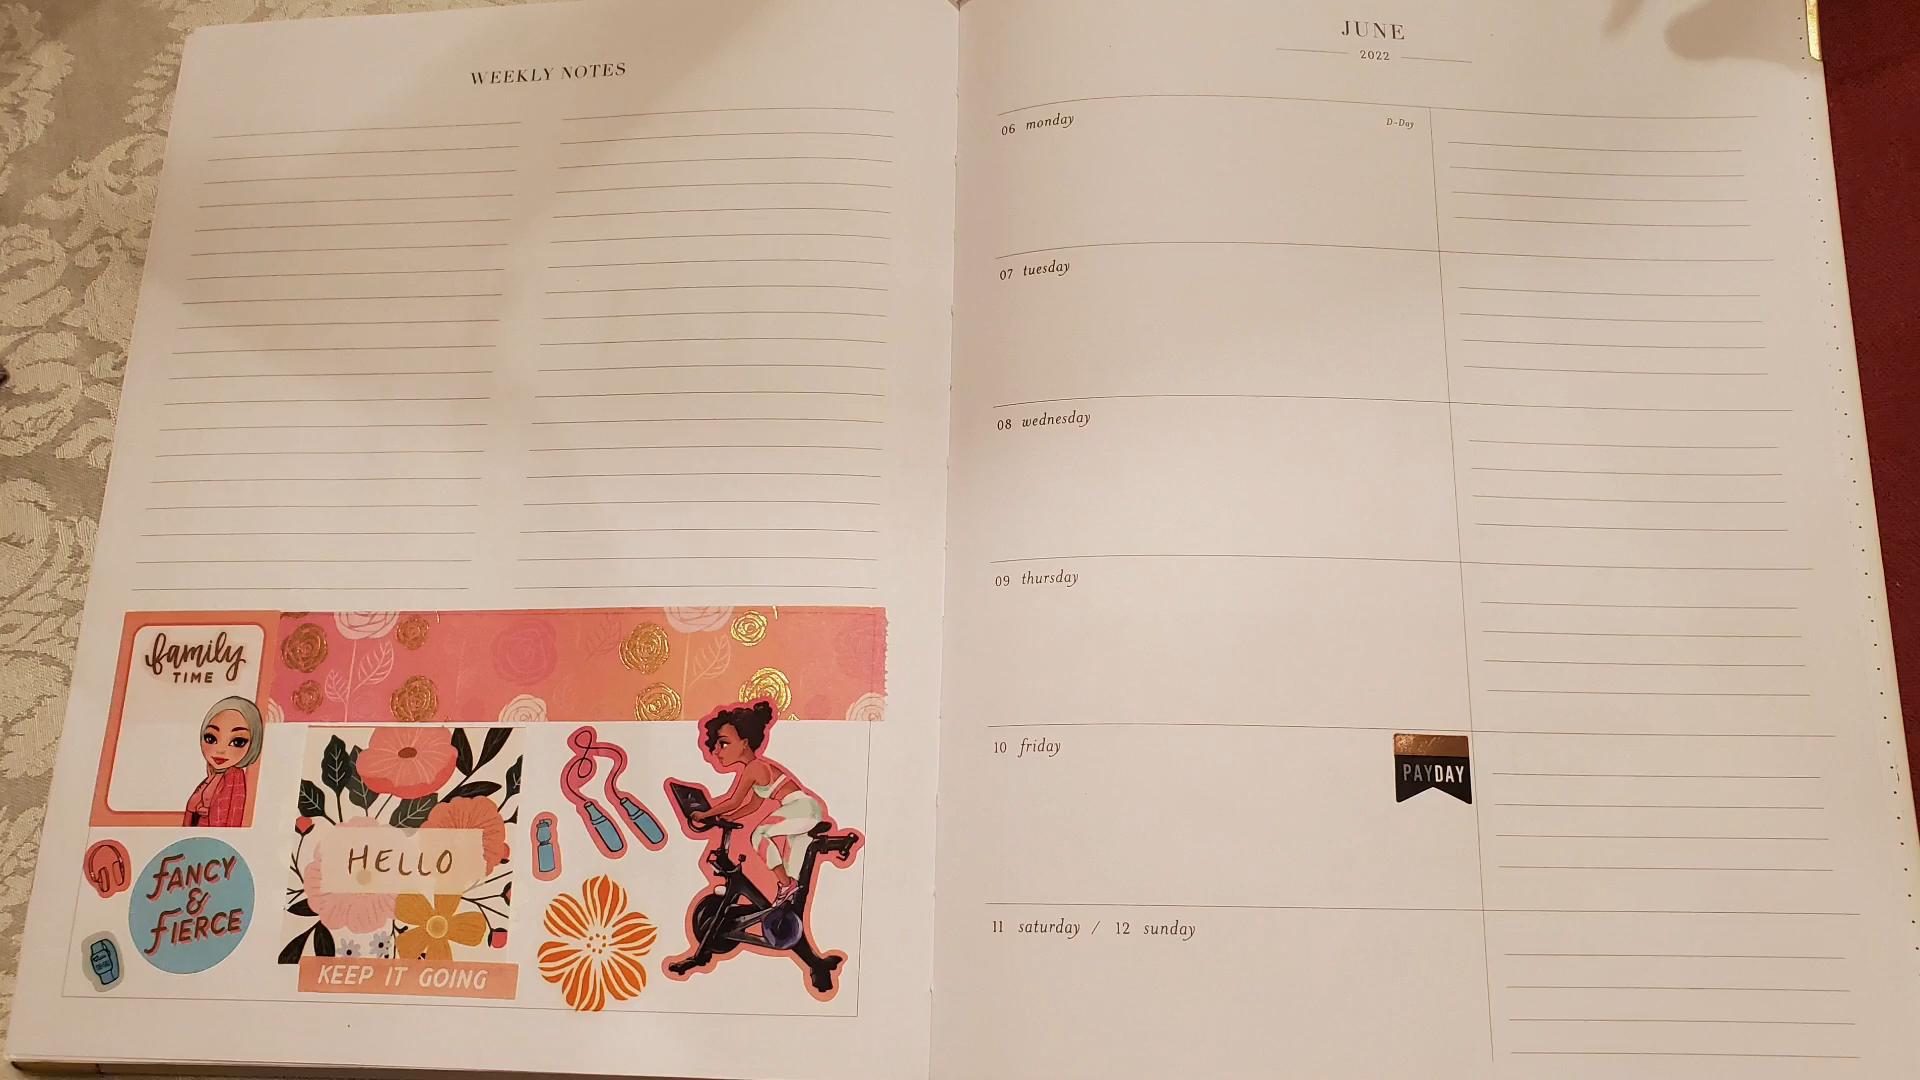 WEEKLY NOTES
family
TIME
FANCY
&
FIERCE
HELLO
KEEP IT GOING
JUNE
2022
06 monday
D-Day
07 tuesday
08 wednesday
09 thursday
10 friday
PAYDAY
11 saturday / 12 sunday